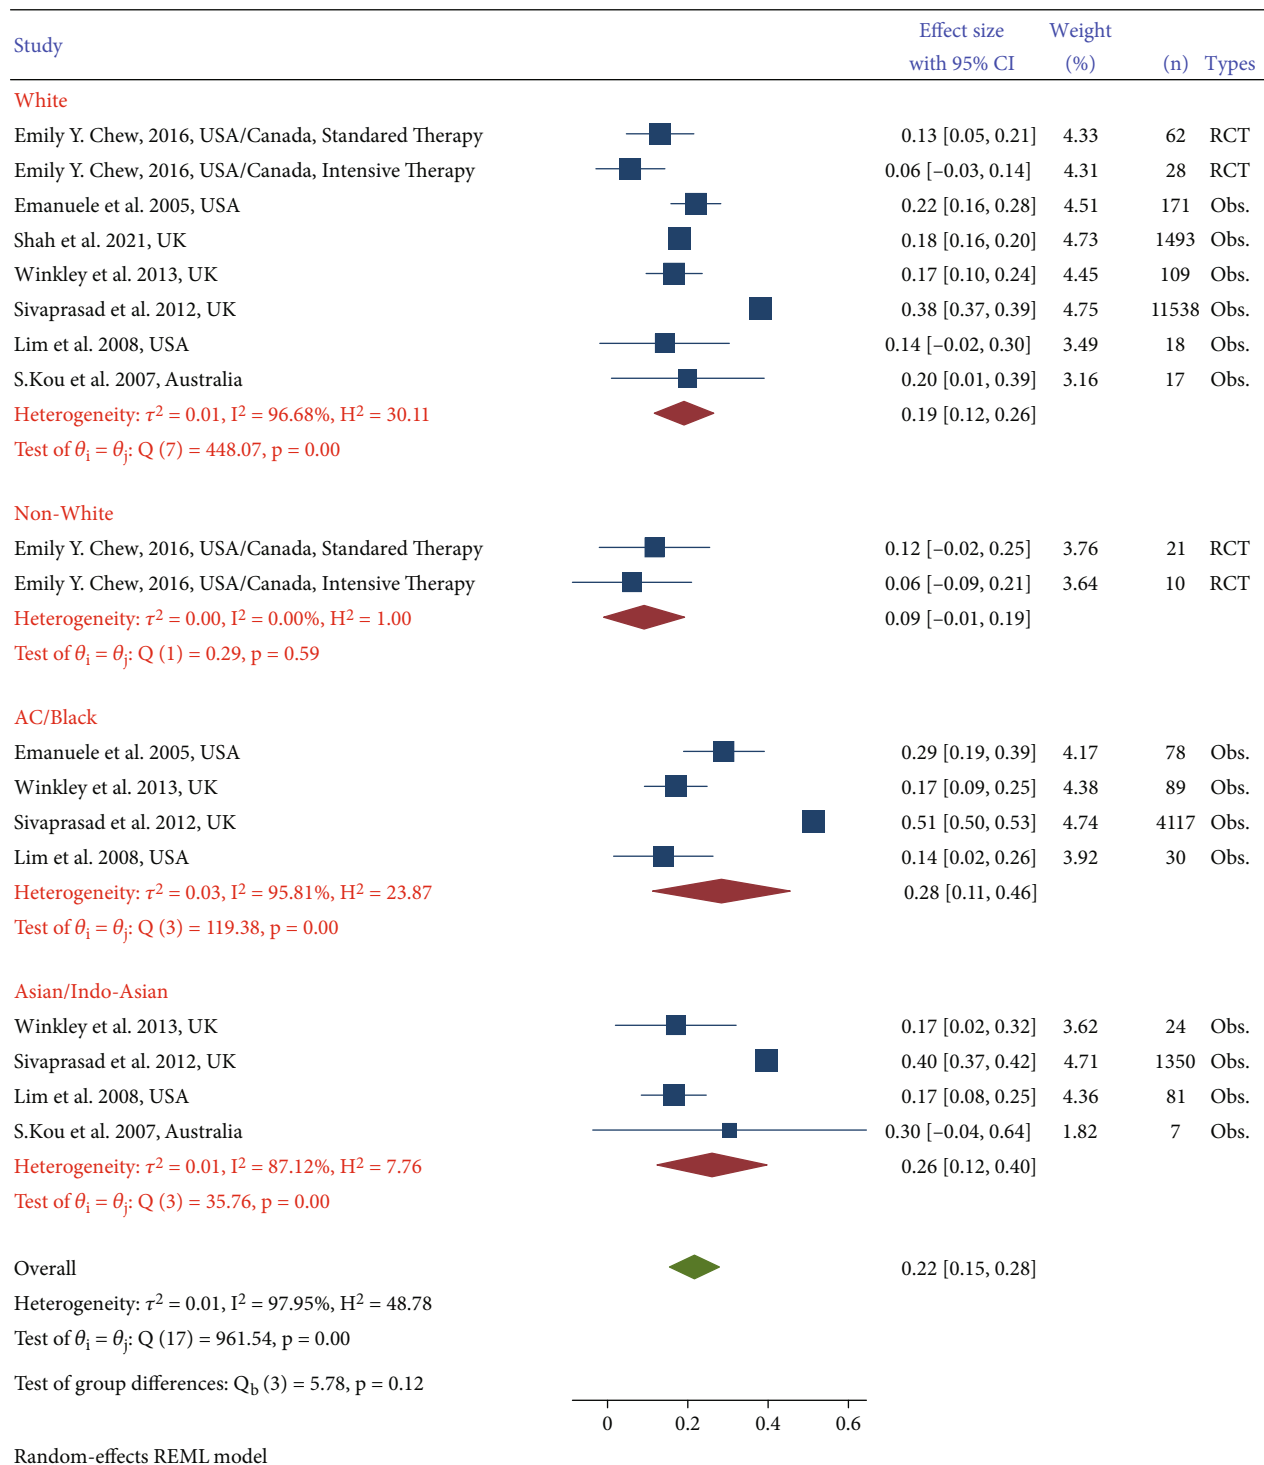 Study Effect size with 95% CI Weight (%) (n) Types
White
Emily Y. Chew, 2016, USA/Canada, Standared Therapy 0.13 [0.05, 0.21] 4.33 62 RCT
Emily Y. Chew, 2016, USA/Canada, Intensive Therapy 0.06 [–0.03, 0.14] 4.31 28 RCT
Emanuele et al. 2005, USA 0.22 [0.16, 0.28] 4.51 171 Obs.
Shah et al. 2021, UK 0.18 [0.16, 0.20] 4.73 1493 Obs.
Winkley et al. 2013, UK 0.17 [0.10, 0.24] 4.45 109 Obs.
Sivaprasad et al. 2012, UK 0.38 [0.37, 0.39] 4.75 11538 Obs.
Lim et al. 2008, USA 0.14 [–0.02, 0.30] 3.49 18 Obs.
S.Kou et al. 2007, Australia 0.20 [0.01, 0.39] 3.16 17 Obs.
Heterogeneity: τ² = 0.01, I² = 96.68%, H² = 30.11 0.19 [0.12, 0.26]
Test of θᵢ = θⱼ: Q (7) = 448.07, p = 0.00
Non-White
Emily Y. Chew, 2016, USA/Canada, Standared Therapy 0.12 [–0.02, 0.25] 3.76 21 RCT
Emily Y. Chew, 2016, USA/Canada, Intensive Therapy 0.06 [–0.09, 0.21] 3.64 10 RCT
Heterogeneity: τ² = 0.00, I² = 0.00%, H² = 1.00 0.09 [–0.01, 0.19]
Test of θᵢ = θⱼ: Q (1) = 0.29, p = 0.59
AC/Black
Emanuele et al. 2005, USA 0.29 [0.19, 0.39] 4.17 78 Obs.
Winkley et al. 2013, UK 0.17 [0.09, 0.25] 4.38 89 Obs.
Sivaprasad et al. 2012, UK 0.51 [0.50, 0.53] 4.74 4117 Obs.
Lim et al. 2008, USA 0.14 [0.02, 0.26] 3.92 30 Obs.
Heterogeneity: τ² = 0.03, I² = 95.81%, H² = 23.87 0.28 [0.11, 0.46]
Test of θᵢ = θⱼ: Q (3) = 119.38, p = 0.00
Asian/Indo-Asian
Winkley et al. 2013, UK 0.17 [0.02, 0.32] 3.62 24 Obs.
Sivaprasad et al. 2012, UK 0.40 [0.37, 0.42] 4.71 1350 Obs.
Lim et al. 2008, USA 0.17 [0.08, 0.25] 4.36 81 Obs.
S.Kou et al. 2007, Australia 0.30 [–0.04, 0.64] 1.82 7 Obs.
Heterogeneity: τ² = 0.01, I² = 87.12%, H² = 7.76 0.26 [0.12, 0.40]
Test of θᵢ = θⱼ: Q (3) = 35.76, p = 0.00
Overall 0.22 [0.15, 0.28]
Heterogeneity: τ² = 0.01, I² = 97.95%, H² = 48.78
Test of θᵢ = θⱼ: Q (17) = 961.54, p = 0.00
Test of group differences: Q_b (3) = 5.78, p = 0.12
0 0.2 0.4 0.6
Random-effects REML model